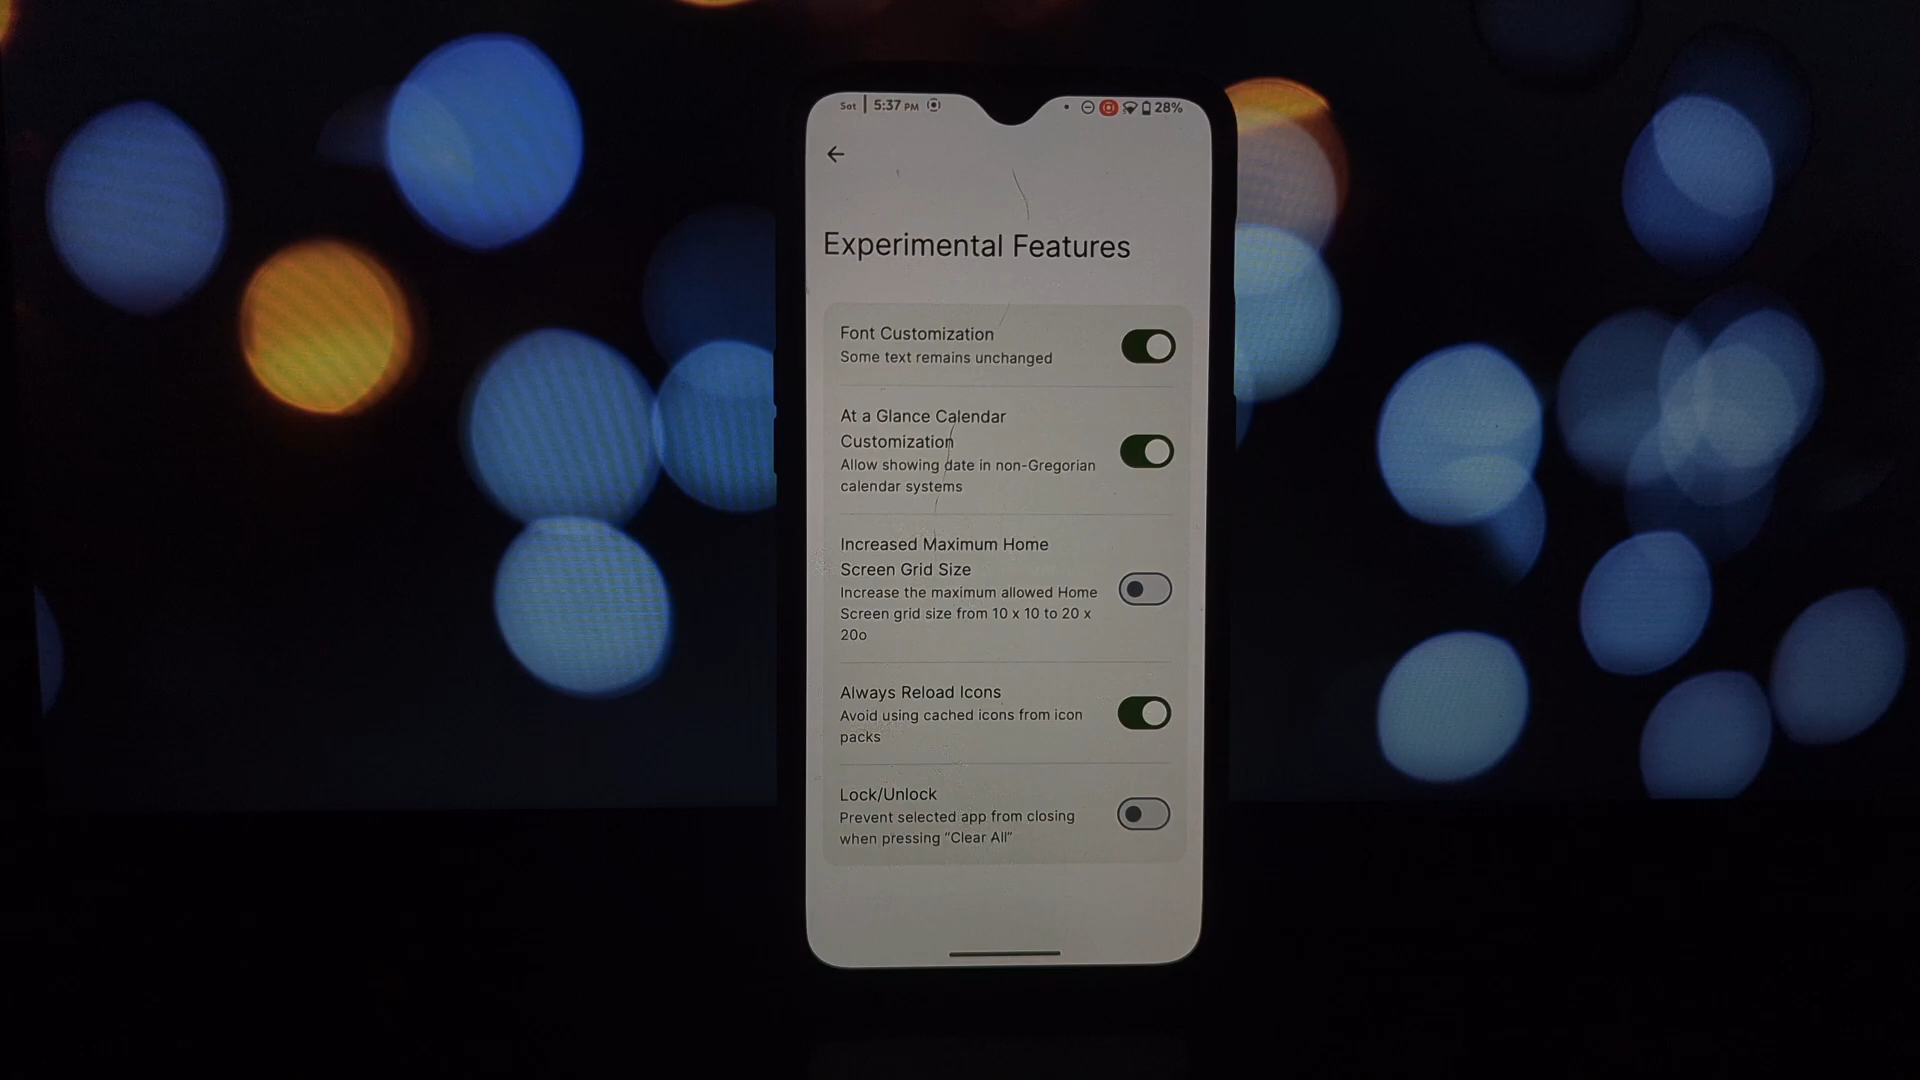 Sat | 5:37 PM 28%
Experimental Features
Font Customization
Some text remains unchanged
At a Glance Calendar
Customization
Allow showing date in non-Gregorian
calendar systems
Increased Maximum Home
Screen Grid Size
Increase the maximum allowed Home
Screen grid size from 10 x 10 to 20 x
20o
Always Reload Icons
Avoid using cached icons from icon
packs
Lock/Unlock
Prevent selected app from closing
when pressing “Clear All”